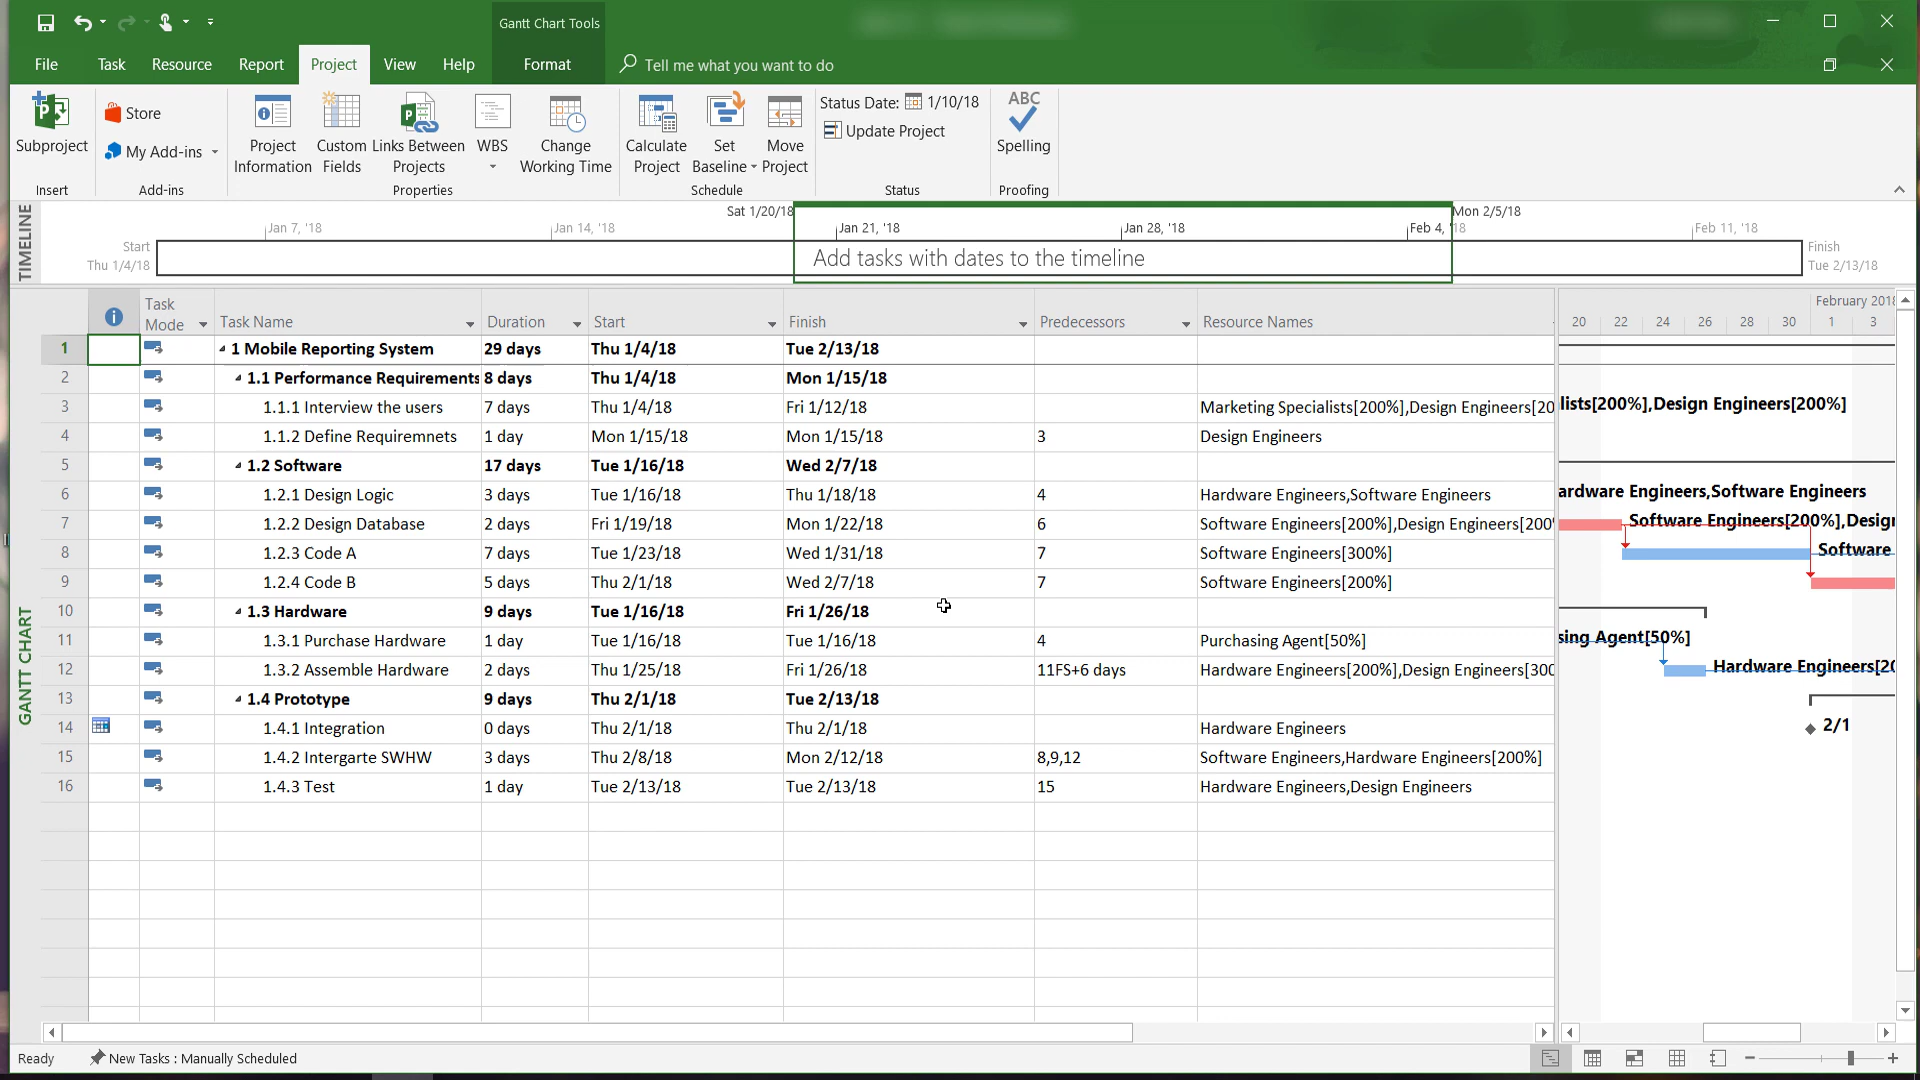 Gantt Chart Tools
File Task Resource Report Project View Help Format Tell me what you want to do
Subproject
Insert
Store
My Add-ins
Add-ins
Project Information
Custom Fields
Links Between Projects
WBS
Change Working Time
Properties
Calculate Project
Set Baseline
Move Project
Schedule
Status Date: 1/10/18
Update Project
Status
ABC
Spelling
Proofing
TIMELINE
Sat 1/20/18 Mon 2/5/18
Jan 7, '18 Jan 14, '18 Jan 21, '18 Jan 28, '18 Feb 4, '18 Feb 11, '18
Start
Thu 1/4/18
Add tasks with dates to the timeline
Finish
Tue 2/13/18
GANTT CHART
Task Mode Task Name Duration Start Finish Predecessors Resource Names
1 1 Mobile Reporting System 29 days Thu 1/4/18 Tue 2/13/18
2 1.1 Performance Requirements 8 days Thu 1/4/18 Mon 1/15/18
3 1.1.1 Interview the users 7 days Thu 1/4/18 Fri 1/12/18 Marketing Specialists[200%],Design Engineers[20
4 1.1.2 Define Requiremnets 1 day Mon 1/15/18 Mon 1/15/18 3 Design Engineers
5 1.2 Software 17 days Tue 1/16/18 Wed 2/7/18
6 1.2.1 Design Logic 3 days Tue 1/16/18 Thu 1/18/18 4 Hardware Engineers,Software Engineers
7 1.2.2 Design Database 2 days Fri 1/19/18 Mon 1/22/18 6 Software Engineers[200%],Design Engineers[200%
8 1.2.3 Code A 7 days Tue 1/23/18 Wed 1/31/18 7 Software Engineers[300%]
9 1.2.4 Code B 5 days Thu 2/1/18 Wed 2/7/18 7 Software Engineers[200%]
10 1.3 Hardware 9 days Tue 1/16/18 Fri 1/26/18
11 1.3.1 Purchase Hardware 1 day Tue 1/16/18 Tue 1/16/18 4 Purchasing Agent[50%]
12 1.3.2 Assemble Hardware 2 days Thu 1/25/18 Fri 1/26/18 11FS+6 days Hardware Engineers[200%],Design Engineers[300
13 1.4 Prototype 9 days Thu 2/1/18 Tue 2/13/18
14 1.4.1 Integration 0 days Thu 2/1/18 Thu 2/1/18 Hardware Engineers
15 1.4.2 Intergarte SWHW 3 days Thu 2/8/18 Mon 2/12/18 8,9,12 Software Engineers,Hardware Engineers[200%]
16 1.4.3 Test 1 day Tue 2/13/18 Tue 2/13/18 15 Hardware Engineers,Design Engineers
February 2018
20 22 24 26 28 30 1 3
lists[200%],Design Engineers[200%]
ardware Engineers,Software Engineers
Software Engineers[200%],Design
Software
sing Agent[50%]
Hardware Engineers[20
2/1
Ready New Tasks : Manually Scheduled